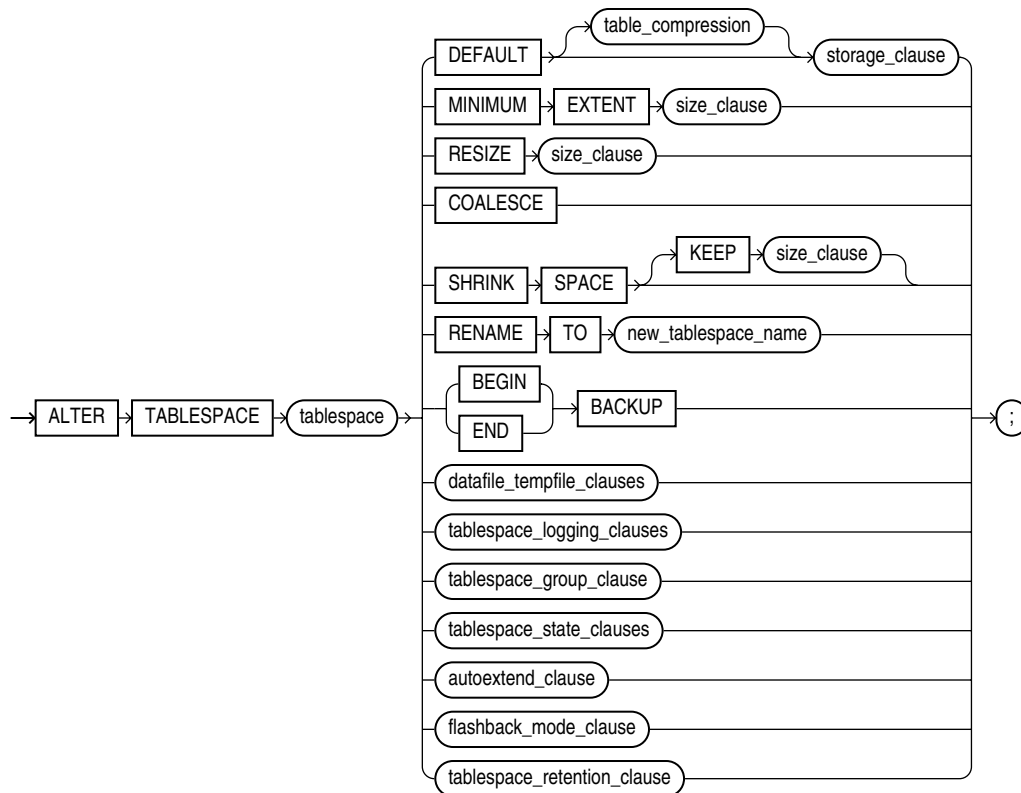 table_compression
DEFAULT storage_clause
MINIMUM EXTENT size_clause
RESIZE size_clause
COALESCE
KEEP size_clause
SHRINK SPACE
RENAME TO new_tablespace_name
BEGIN
ALTER TABLESPACE tablespace BACKUP ;
END
datafile_tempfile_clauses
tablespace_logging_clauses
tablespace_group_clause
tablespace_state_clauses
autoextend_clause
flashback_mode_clause
tablespace_retention_clause